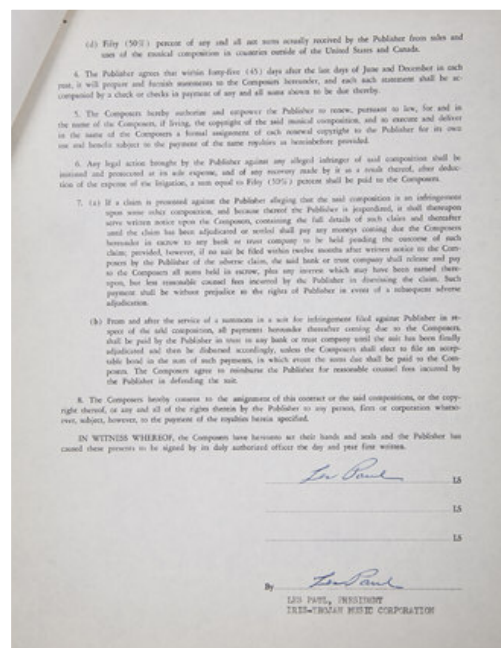 (d) Fifty (50%) percent of any and all net sums actually received by the Publisher from sales and
uses of the musical composition in countries outside of the United States and Canada.
4. The Publisher agrees that within forty-five (45) days after the last days of June and December in each
year, it will prepare and furnish statements to the Composers hereunder, and each such statement shall be ac-
companied by a check or checks in payment of any and all sums shown to be due thereby.
5. The Composers hereby authorize and empower the Publisher to renew, pursuant to law, for and in
the name of the Composers, if living, the copyright of the said musical composition, and to execute and deliver
in the name of the Composers a formal assignment of each renewal copyright to the Publisher for its own
use and benefit subject to the payment of the same royalties as hereinbefore provided.
6. Any legal action brought by the Publisher against any alleged infringer of said composition shall be
initiated and prosecuted at its sole expense, and of any recovery made by it as a result thereof, after deduc-
tion of the expense of the litigation, a sum equal to Fifty (50%) percent shall be paid to the Composers.
7. (a) If a claim is presented against the Publisher alleging that the said composition is an infringement
upon some other composition, and because thereof the Publisher is jeopardized, it shall thereupon
serve written notice upon the Composers, containing the full details of such claim and thereafter
until the claim has been adjudicated or settled shall pay any moneys coming due the Composers
hereunder in escrow to any bank or trust company to be held pending the outcome of such
claim; provided, however, if no suit be filed within twelve months after written notice to the Com-
posers by the Publisher of the adverse claim, the said bank or trust company shall release and pay
to the Composers all sums held in escrow, plus any interest which may have been earned there-
upon, but less reasonable counsel fees incurred by the Publisher in dismissing the claim. Such
payment shall be without prejudice to the rights of Publisher in event of a subsequent adverse
adjudication.
(b) From and after the service of a summons in a suit for infringement filed against Publisher in re-
spect of the said compositions, all payments hereunder thereafter coming due to the Composers,
shall be paid by the Publisher in trust to any bank or trust company until the suit has been finally
adjudicated and then be disbursed accordingly, unless the Composers shall elect to file an accep-
table bond in the sum of such payments, in which event the sums due shall be paid to the Com-
posers. The Composers agree to reimburse the Publisher for reasonable counsel fees incurred by
the Publisher in defending the suit.
8. The Composers hereby consent to the assignment of this contract or the said compositions, or the copy-
right thereof, or any and all of the rights therein by the Publisher to any person, firm or corporation whatso-
ever, subject, however, to the payment of the royalties herein specified.
IN WITNESS WHEREOF, the Composers have hereunto set their hands and seals and the Publisher has
caused these presents to be signed by its duly authorized officer the day and year first written.
Les Paul LS
LS
LS
By Les Paul
LES PAUL, PRESIDENT
IRIS-TROJAN MUSIC CORPORATION